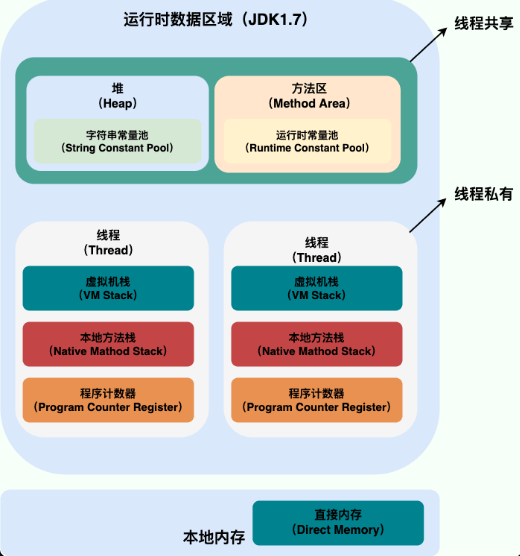 运行时数据区域（JDK1.7）
线程共享
堆
（Heap）
字符串常量池
（String Constant Pool）
方法区
（Method Area）
运行时常量池
（Runtime Constant Pool）
线程私有
线程
（Thread）
虚拟机栈
（VM Stack）
本地方法栈
（Native Mathod Stack）
程序计数器
（Program Counter Register）
线程
（Thread）
虚拟机栈
（VM Stack）
本地方法栈
（Native Mathod Stack）
程序计数器
（Program Counter Register）
本地内存
直接内存
（Direct Memory）